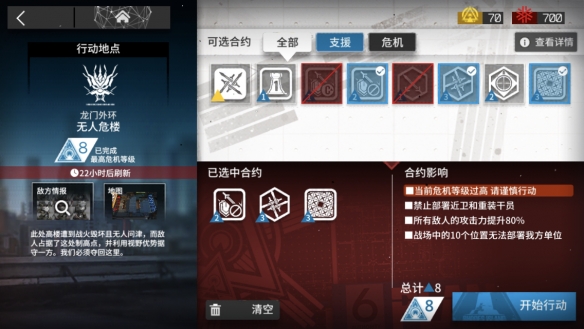 70
700
行动地点
龙门外环
无人危楼
8
已完成
最高危机等级
22小时后刷新
敌方情报
地图
此处高楼遭到战火毁坏且无人问津，而敌
人占据了这处制高点，并利用视野优势据
守一方。我们必须夺回这里。
可选合约
全部
支援
危机
查看详情
1
2
3
2
3
已选中合约
2
3
3
清空
合约影响
当前危机等级过高 请谨慎行动
禁止部署近卫和重装干员
所有敌人的攻击力提升80%
战场中的10个位置无法部署我方单位
总计 8
8
开始行动